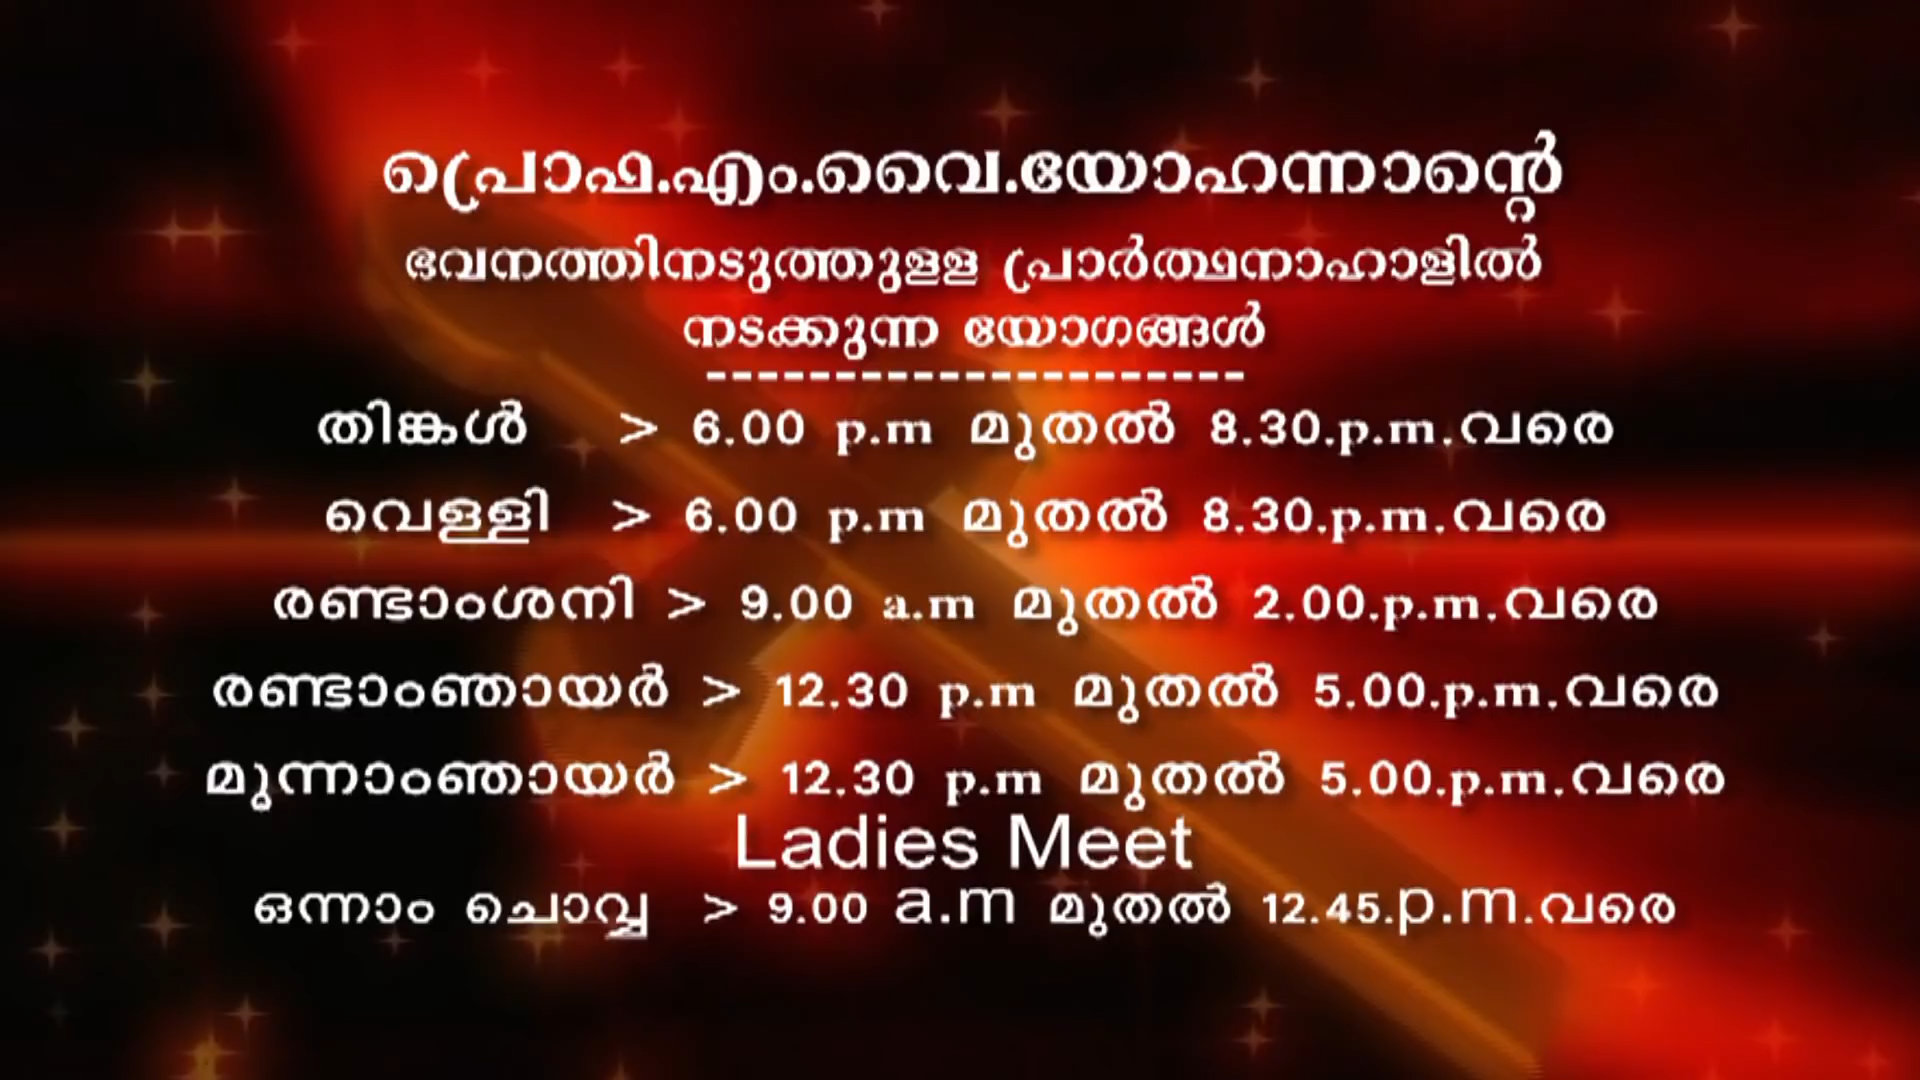 പ്രൊഷ.എം.വൈ.യോഹന്നാന്റെ
ഭവനത്തിനടുത്തുളള പ്രാർത്ഥനാഹാളിൽ
നടക്കുന്ന യോഗങ്ങൾ
---------------------
തിങ്കൾ > 6.00 p.m മുതൽ 8.30.p.m.വരെ
വെള്ളി > 6.00 p.m മുതൽ 8.30.p.m.വരെ
രണ്ടാംശനി > 9.00 a.m മുതൽ 2.00.p.m.വരെ
രണ്ടാംഞായർ > 12.30 p.m മുതൽ 5.00.p.m.വരെ
മുന്നാംഞായർ > 12.30 p.m മുതൽ 5.00.p.m.വരെ
Ladies Meet
ഒന്നാം ചൊവ്വ > 9.00 a.m മുതൽ 12.45.p.m.വരെ